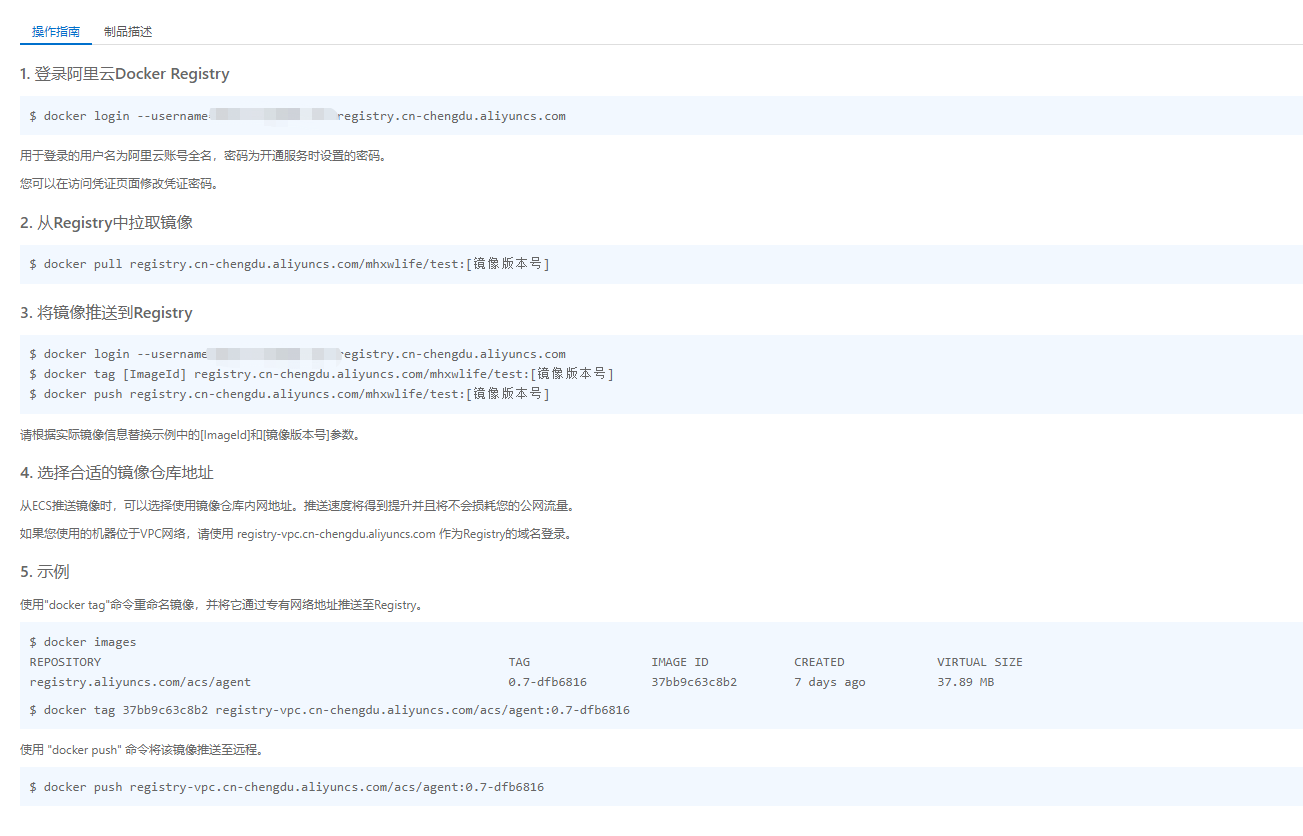 操作指南 制品描述
1. 登录阿里云Docker Registry
$ docker login --username registry.cn-chengdu.aliyuncs.com
用于登录的用户名为阿里云账号全名，密码为开通服务时设置的密码。
您可以在访问凭证页面修改凭证密码。
2. 从Registry中拉取镜像
$ docker pull registry.cn-chengdu.aliyuncs.com/mhxwlife/test:[镜像版本号]
3. 将镜像推送到Registry
$ docker login --username registry.cn-chengdu.aliyuncs.com
$ docker tag [ImageId] registry.cn-chengdu.aliyuncs.com/mhxwlife/test:[镜像版本号]
$ docker push registry.cn-chengdu.aliyuncs.com/mhxwlife/test:[镜像版本号]
请根据实际镜像信息替换示例中的[ImageId]和[镜像版本号]参数。
4. 选择合适的镜像仓库地址
从ECS推送镜像时，可以选择使用镜像仓库内网地址。推送速度将得到提升并且将不会损耗您的公网流量。
如果您使用的机器位于VPC网络，请使用 registry-vpc.cn-chengdu.aliyuncs.com 作为Registry的域名登录。
5. 示例
使用"docker tag"命令重命名镜像，并将它通过专有网络地址推送至Registry。
$ docker images
REPOSITORY TAG IMAGE ID CREATED VIRTUAL SIZE
registry.aliyuncs.com/acs/agent 0.7-dfb6816 37bb9c63c8b2 7 days ago 37.89 MB
$ docker tag 37bb9c63c8b2 registry-vpc.cn-chengdu.aliyuncs.com/acs/agent:0.7-dfb6816
使用 "docker push" 命令将该镜像推送至远程。
$ docker push registry-vpc.cn-chengdu.aliyuncs.com/acs/agent:0.7-dfb6816